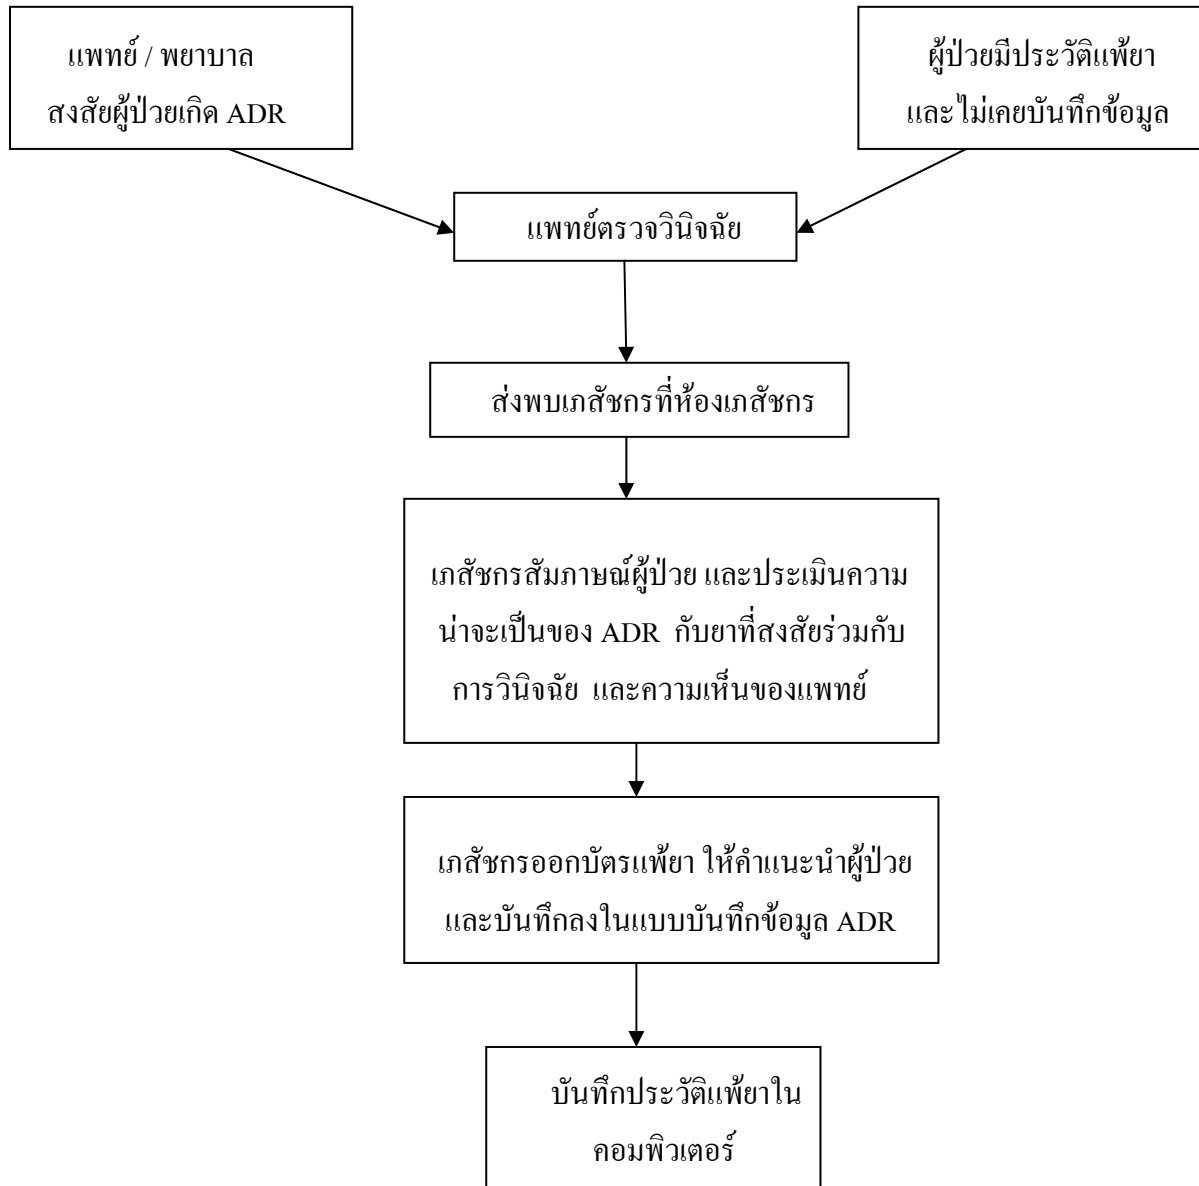 แพทย์ / พยาบาล
สงสัยผู้ป่วยเกิด ADR
ผู้ป่วยมีประวัติแพ้ยา
และไม่เคยบันทึกข้อมูล
แพทย์ตรวจวินิจฉัย
ส่งพบเภสัชกรที่ห้องเภสัชกร
เภสัชกรสัมภาษณ์ผู้ป่วย และประเมินความ
น่าจะเป็นของ ADR กับยาที่สงสัยร่วมกับ
การวินิจฉัย และความเห็นของแพทย์
เภสัชกรออกบัตรแพ้ยา ให้คำแนะนำผู้ป่วย
และบันทึกลงในแบบบันทึกข้อมูล ADR
บันทึกประวัติแพ้ยาใน
คอมพิวเตอร์